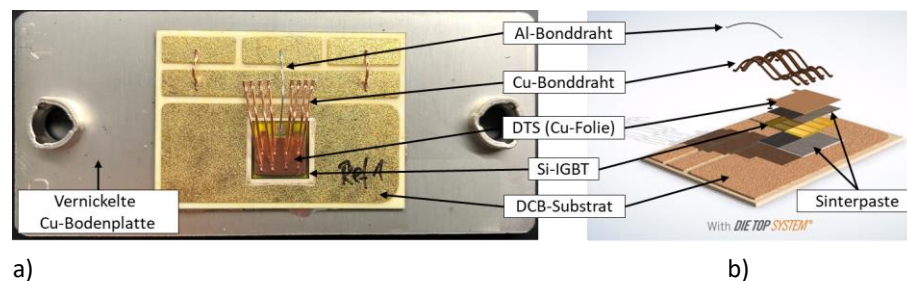 Al-Bonddraht
Cu-Bonddraht
DTS (Cu-Folie)
Si-IGBT
DCB-Substrat
Vernickelte
Cu-Bodenplatte
Ref 1
Sinterpaste
With DIE TOP SYSTEM
a)
b)